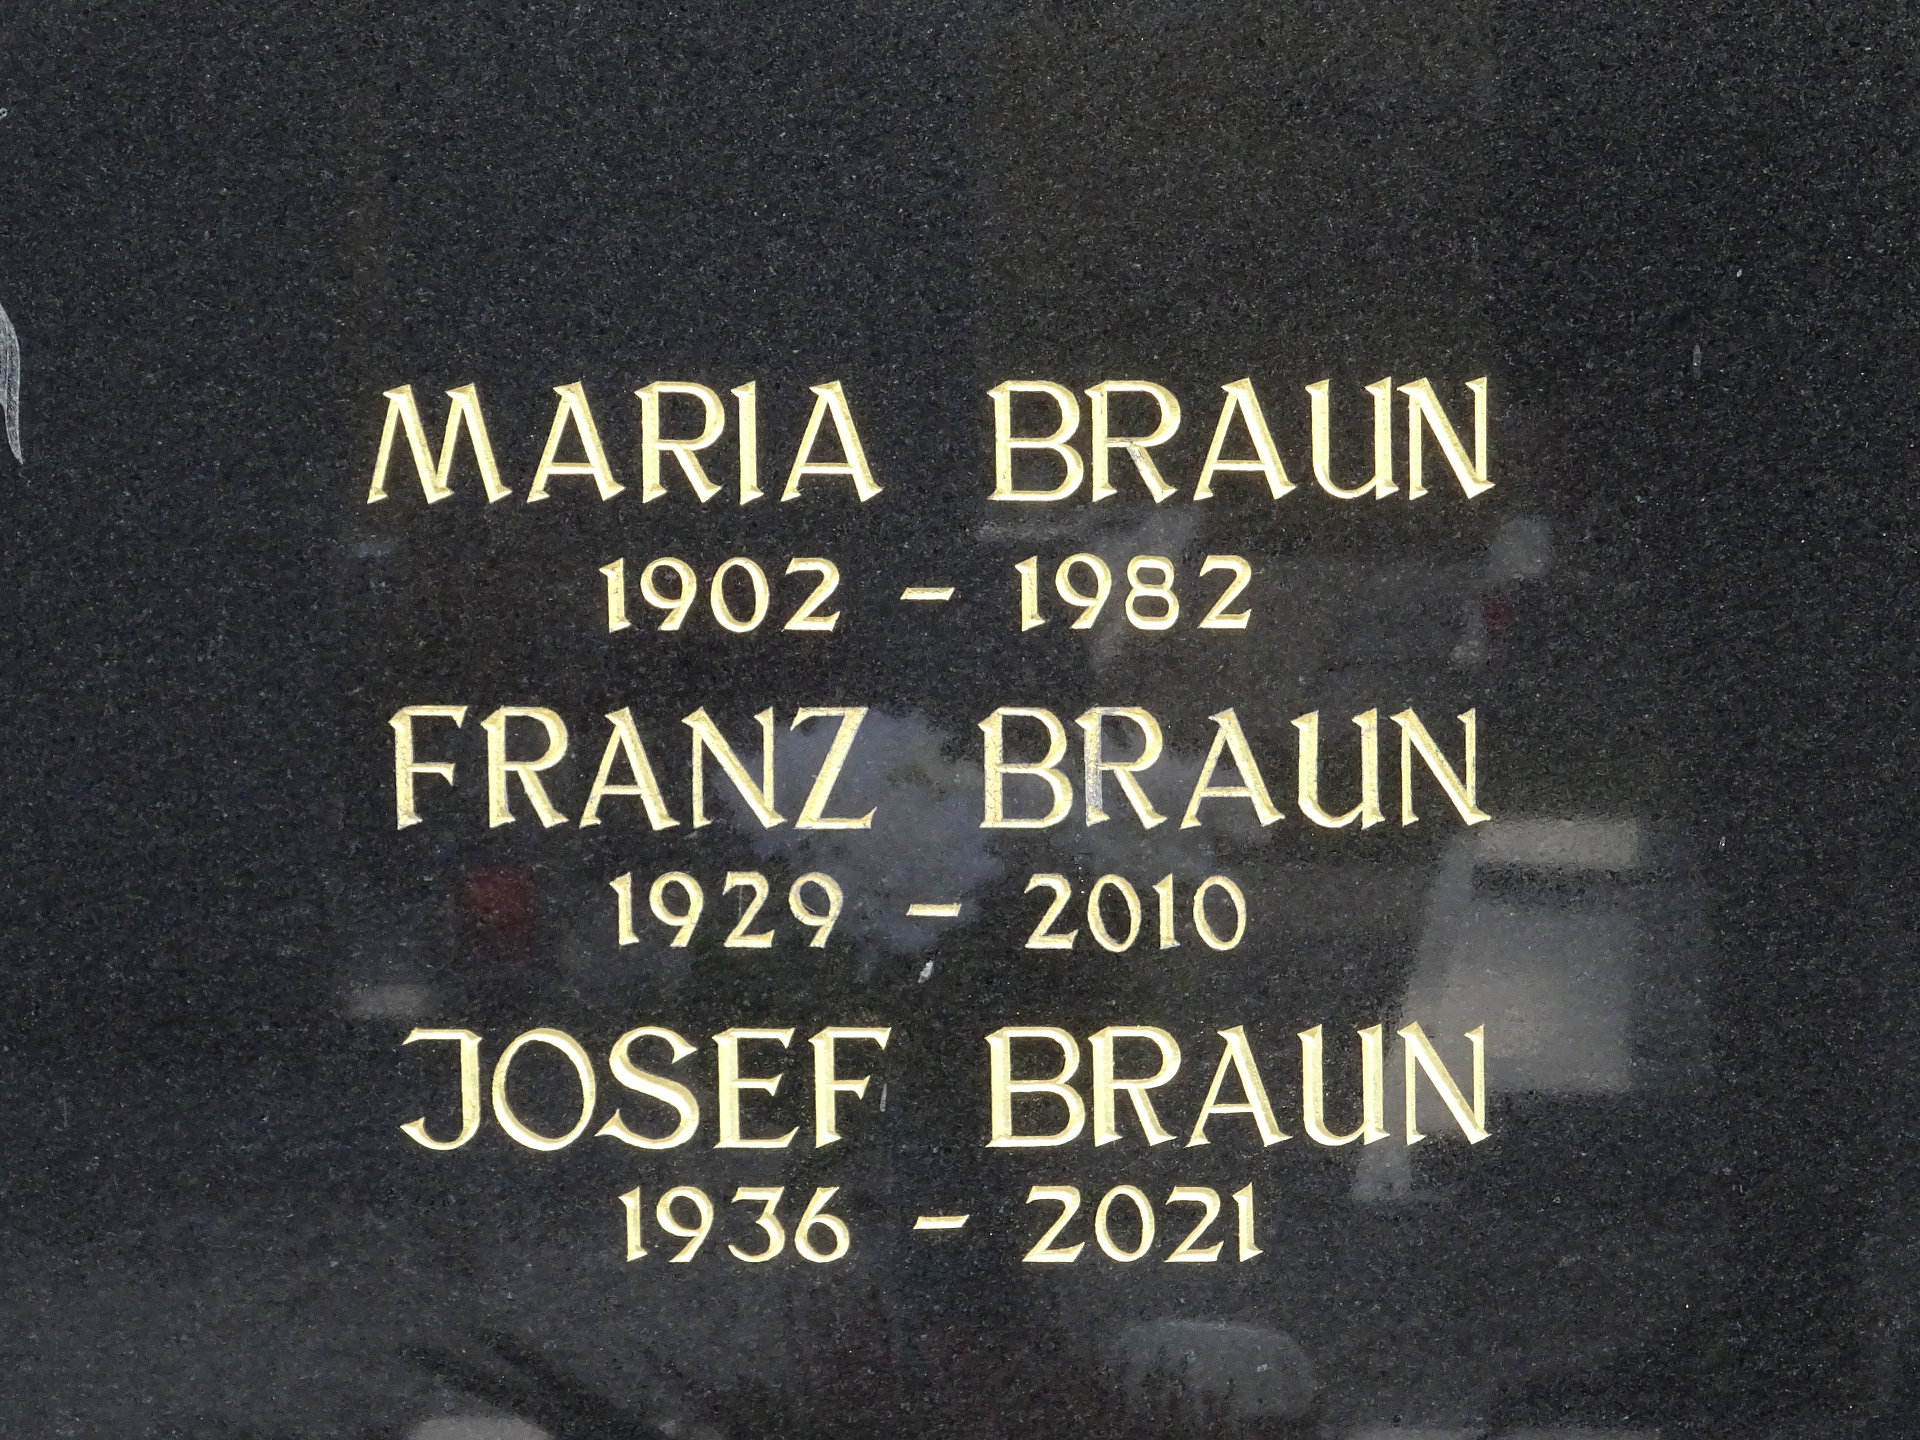 MARIA BRAUN
1902 – 1982
FRANZ BRAUN
1929 – 2010
JOSEF BRAUN
1936 – 2021